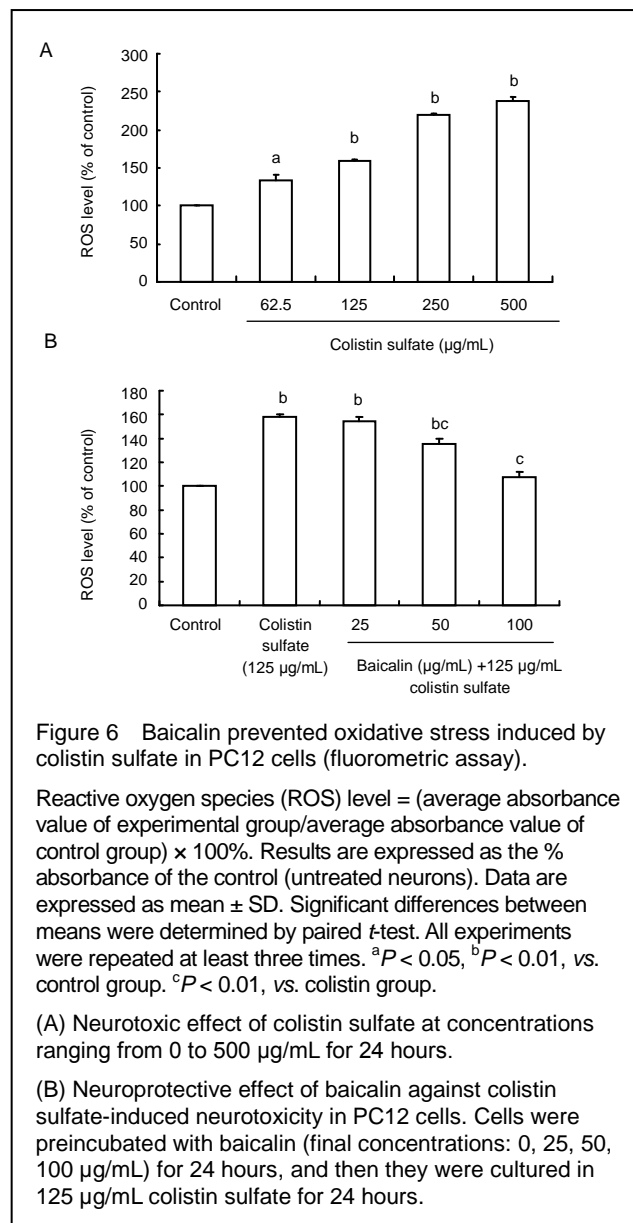 A
ROS level (% of control)
300
250
200
150
100
50
0
a
b
b
b
Control 62.5 125 250 500
Colistin sulfate (µg/mL)
B
ROS level (% of control)
180
160
140
120
100
80
60
40
20
0
b
b
bc
c
Control Colistin 25 50 100
sulfate
(125 µg/mL) Baicalin (µg/mL) +125 µg/mL
colistin sulfate
Figure 6 Baicalin prevented oxidative stress induced by
colistin sulfate in PC12 cells (fluorometric assay).
Reactive oxygen species (ROS) level = (average absorbance
value of experimental group/average absorbance value of
control group) × 100%. Results are expressed as the %
absorbance of the control (untreated neurons). Data are
expressed as mean ± SD. Significant differences between
means were determined by paired t-test. All experiments
were repeated at least three times. ᵃP < 0.05, ᵇP < 0.01, vs.
control group. ᶜP < 0.01, vs. colistin group.
(A) Neurotoxic effect of colistin sulfate at concentrations
ranging from 0 to 500 µg/mL for 24 hours.
(B) Neuroprotective effect of baicalin against colistin
sulfate-induced neurotoxicity in PC12 cells. Cells were
preincubated with baicalin (final concentrations: 0, 25, 50,
100 µg/mL) for 24 hours, and then they were cultured in
125 µg/mL colistin sulfate for 24 hours.